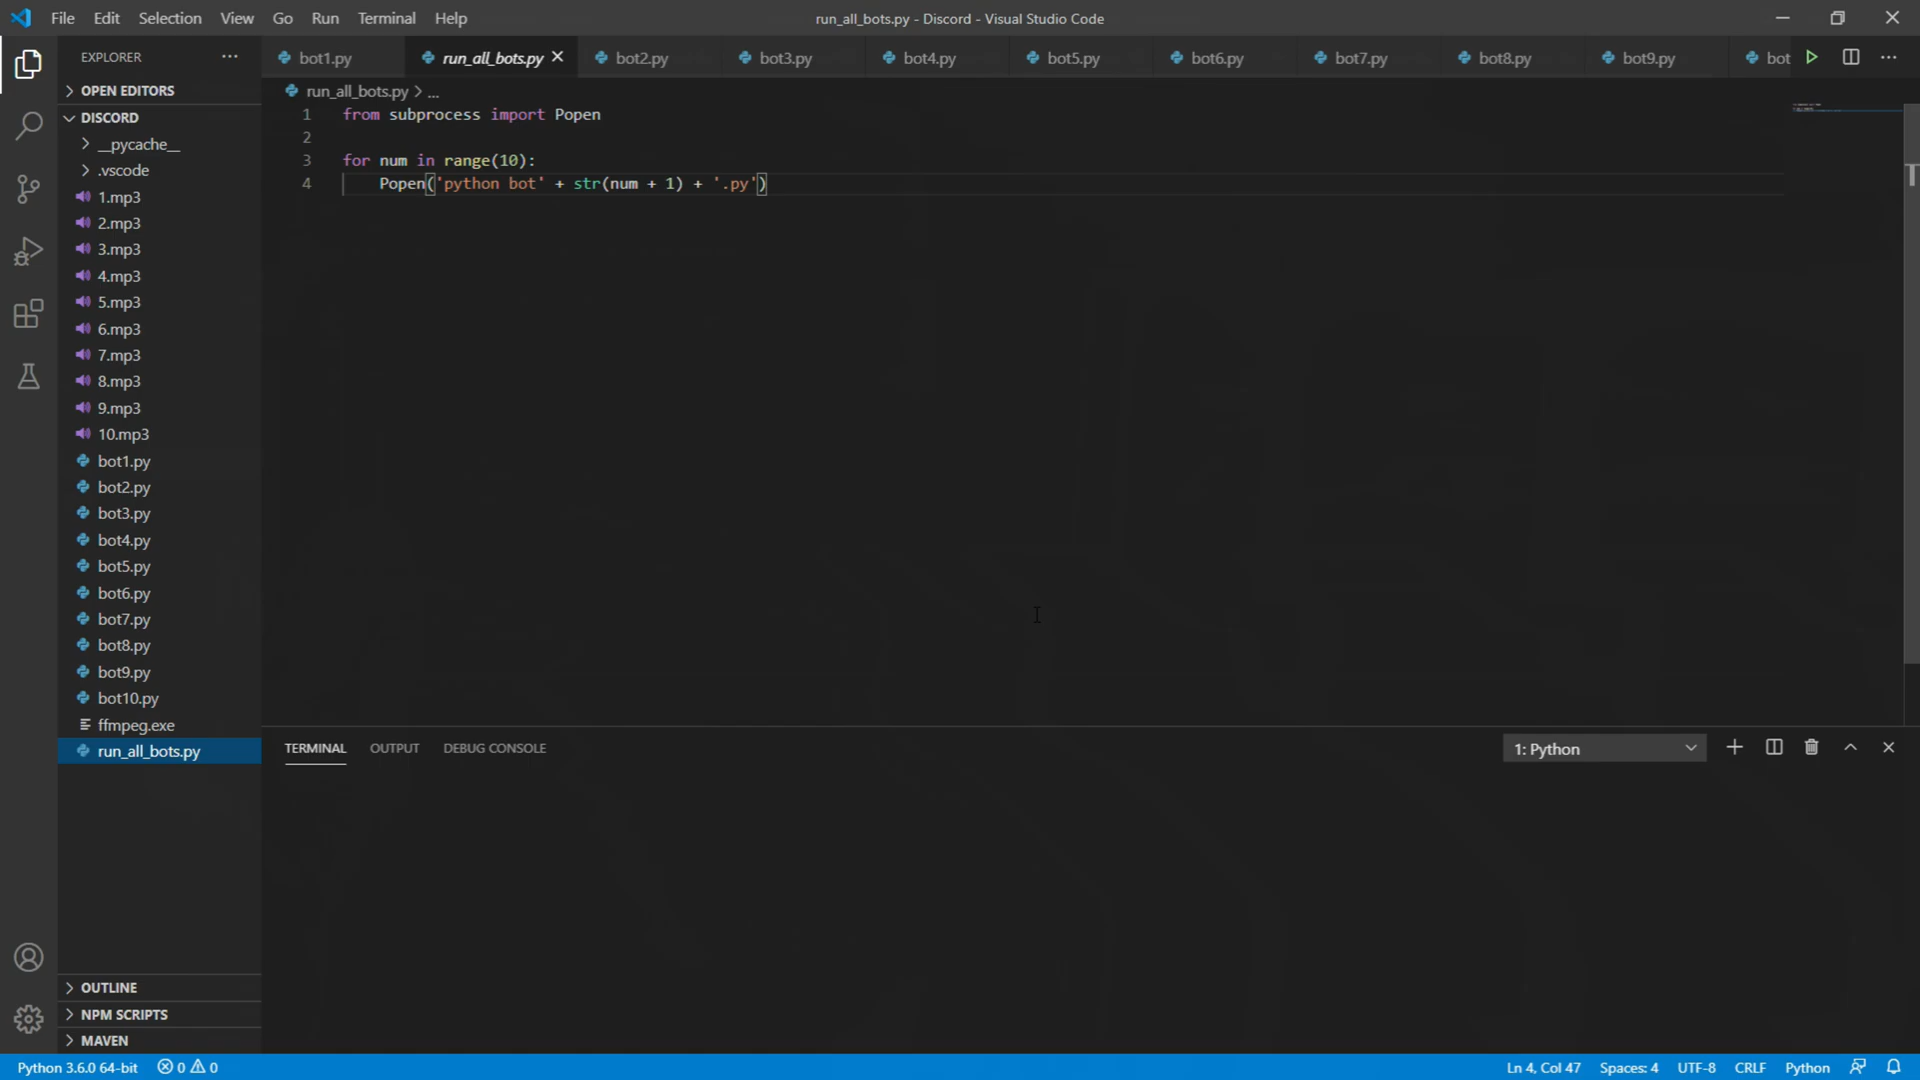 File Edit Selection View Go Run Terminal Help
run_all_bots.py - Discord - Visual Studio Code
EXPLORER
bot1.py run_all_bots.py bot2.py bot3.py bot4.py bot5.py bot6.py bot7.py bot8.py bot9.py bot
OPEN EDITORS
DISCORD
__pycache__
.vscode
1.mp3
2.mp3
3.mp3
4.mp3
5.mp3
6.mp3
7.mp3
8.mp3
9.mp3
10.mp3
bot1.py
bot2.py
bot3.py
bot4.py
bot5.py
bot6.py
bot7.py
bot8.py
bot9.py
bot10.py
ffmpeg.exe
run_all_bots.py
OUTLINE
NPM SCRIPTS
MAVEN
run_all_bots.py > ...
1 from subprocess import Popen
2
3 for num in range(10):
4 Popen('python bot' + str(num + 1) + '.py')
TERMINAL OUTPUT DEBUG CONSOLE
1: Python
Python 3.6.0 64-bit 0 0
Ln 4, Col 47 Spaces: 4 UTF-8 CRLF Python